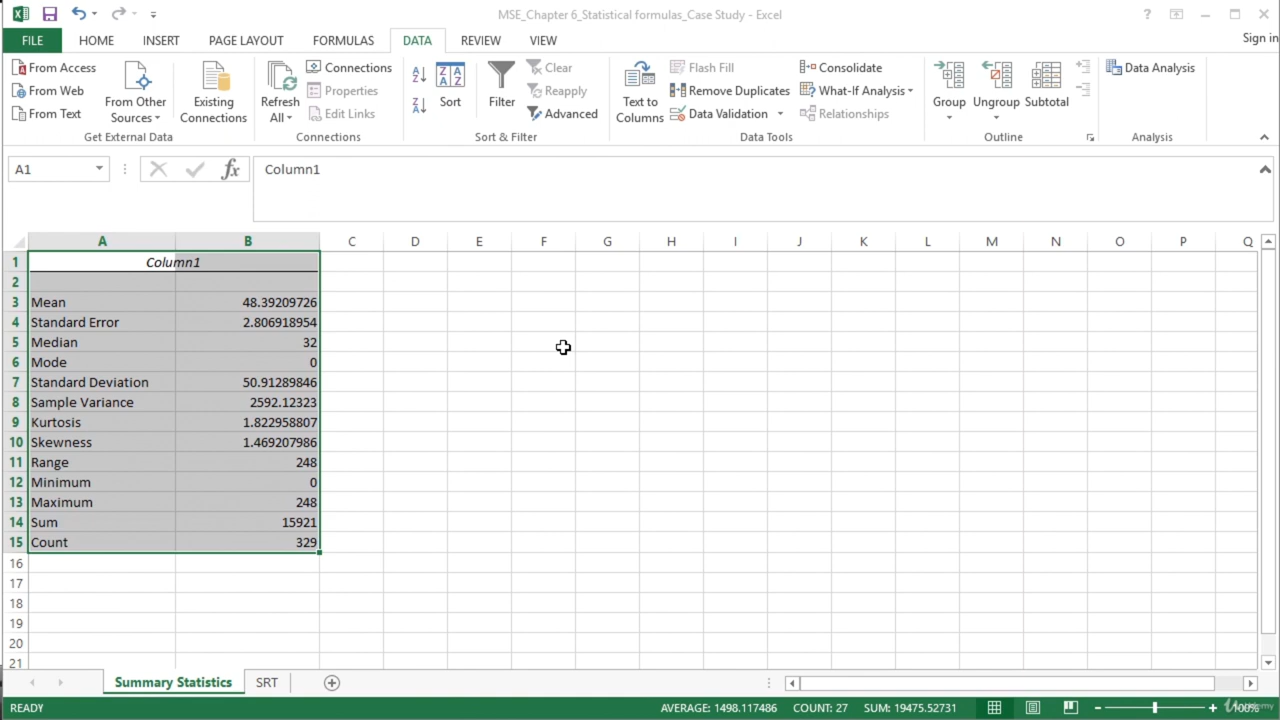 MSE_Chapter 6_Statistical formulas_Case Study - Excel
?
FILE HOME INSERT PAGE LAYOUT FORMULAS DATA REVIEW VIEW Sign in
From Access
From Web
From Text
From Other Sources
Existing Connections
Get External Data
Refresh All
Connections
Properties
Edit Links
Connections
Sort
Filter
Clear
Reapply
Advanced
Sort & Filter
Text to Columns
Flash Fill
Remove Duplicates
Data Validation
Consolidate
What-If Analysis
Relationships
Data Tools
Group
Ungroup
Subtotal
Outline
Data Analysis
Analysis
A1 fx Column1
A B C D E F G H I J K L M N O P Q
1 Column1
2
3 Mean 48.39209726
4 Standard Error 2.806918954
5 Median 32
6 Mode 0
7 Standard Deviation 50.91289846
8 Sample Variance 2592.12323
9 Kurtosis 1.822958807
10 Skewness 1.469207986
11 Range 248
12 Minimum 0
13 Maximum 248
14 Sum 15921
15 Count 329
16
17
18
19
20
21
Summary Statistics SRT
READY AVERAGE: 1498.117486 COUNT: 27 SUM: 19475.52731 100%